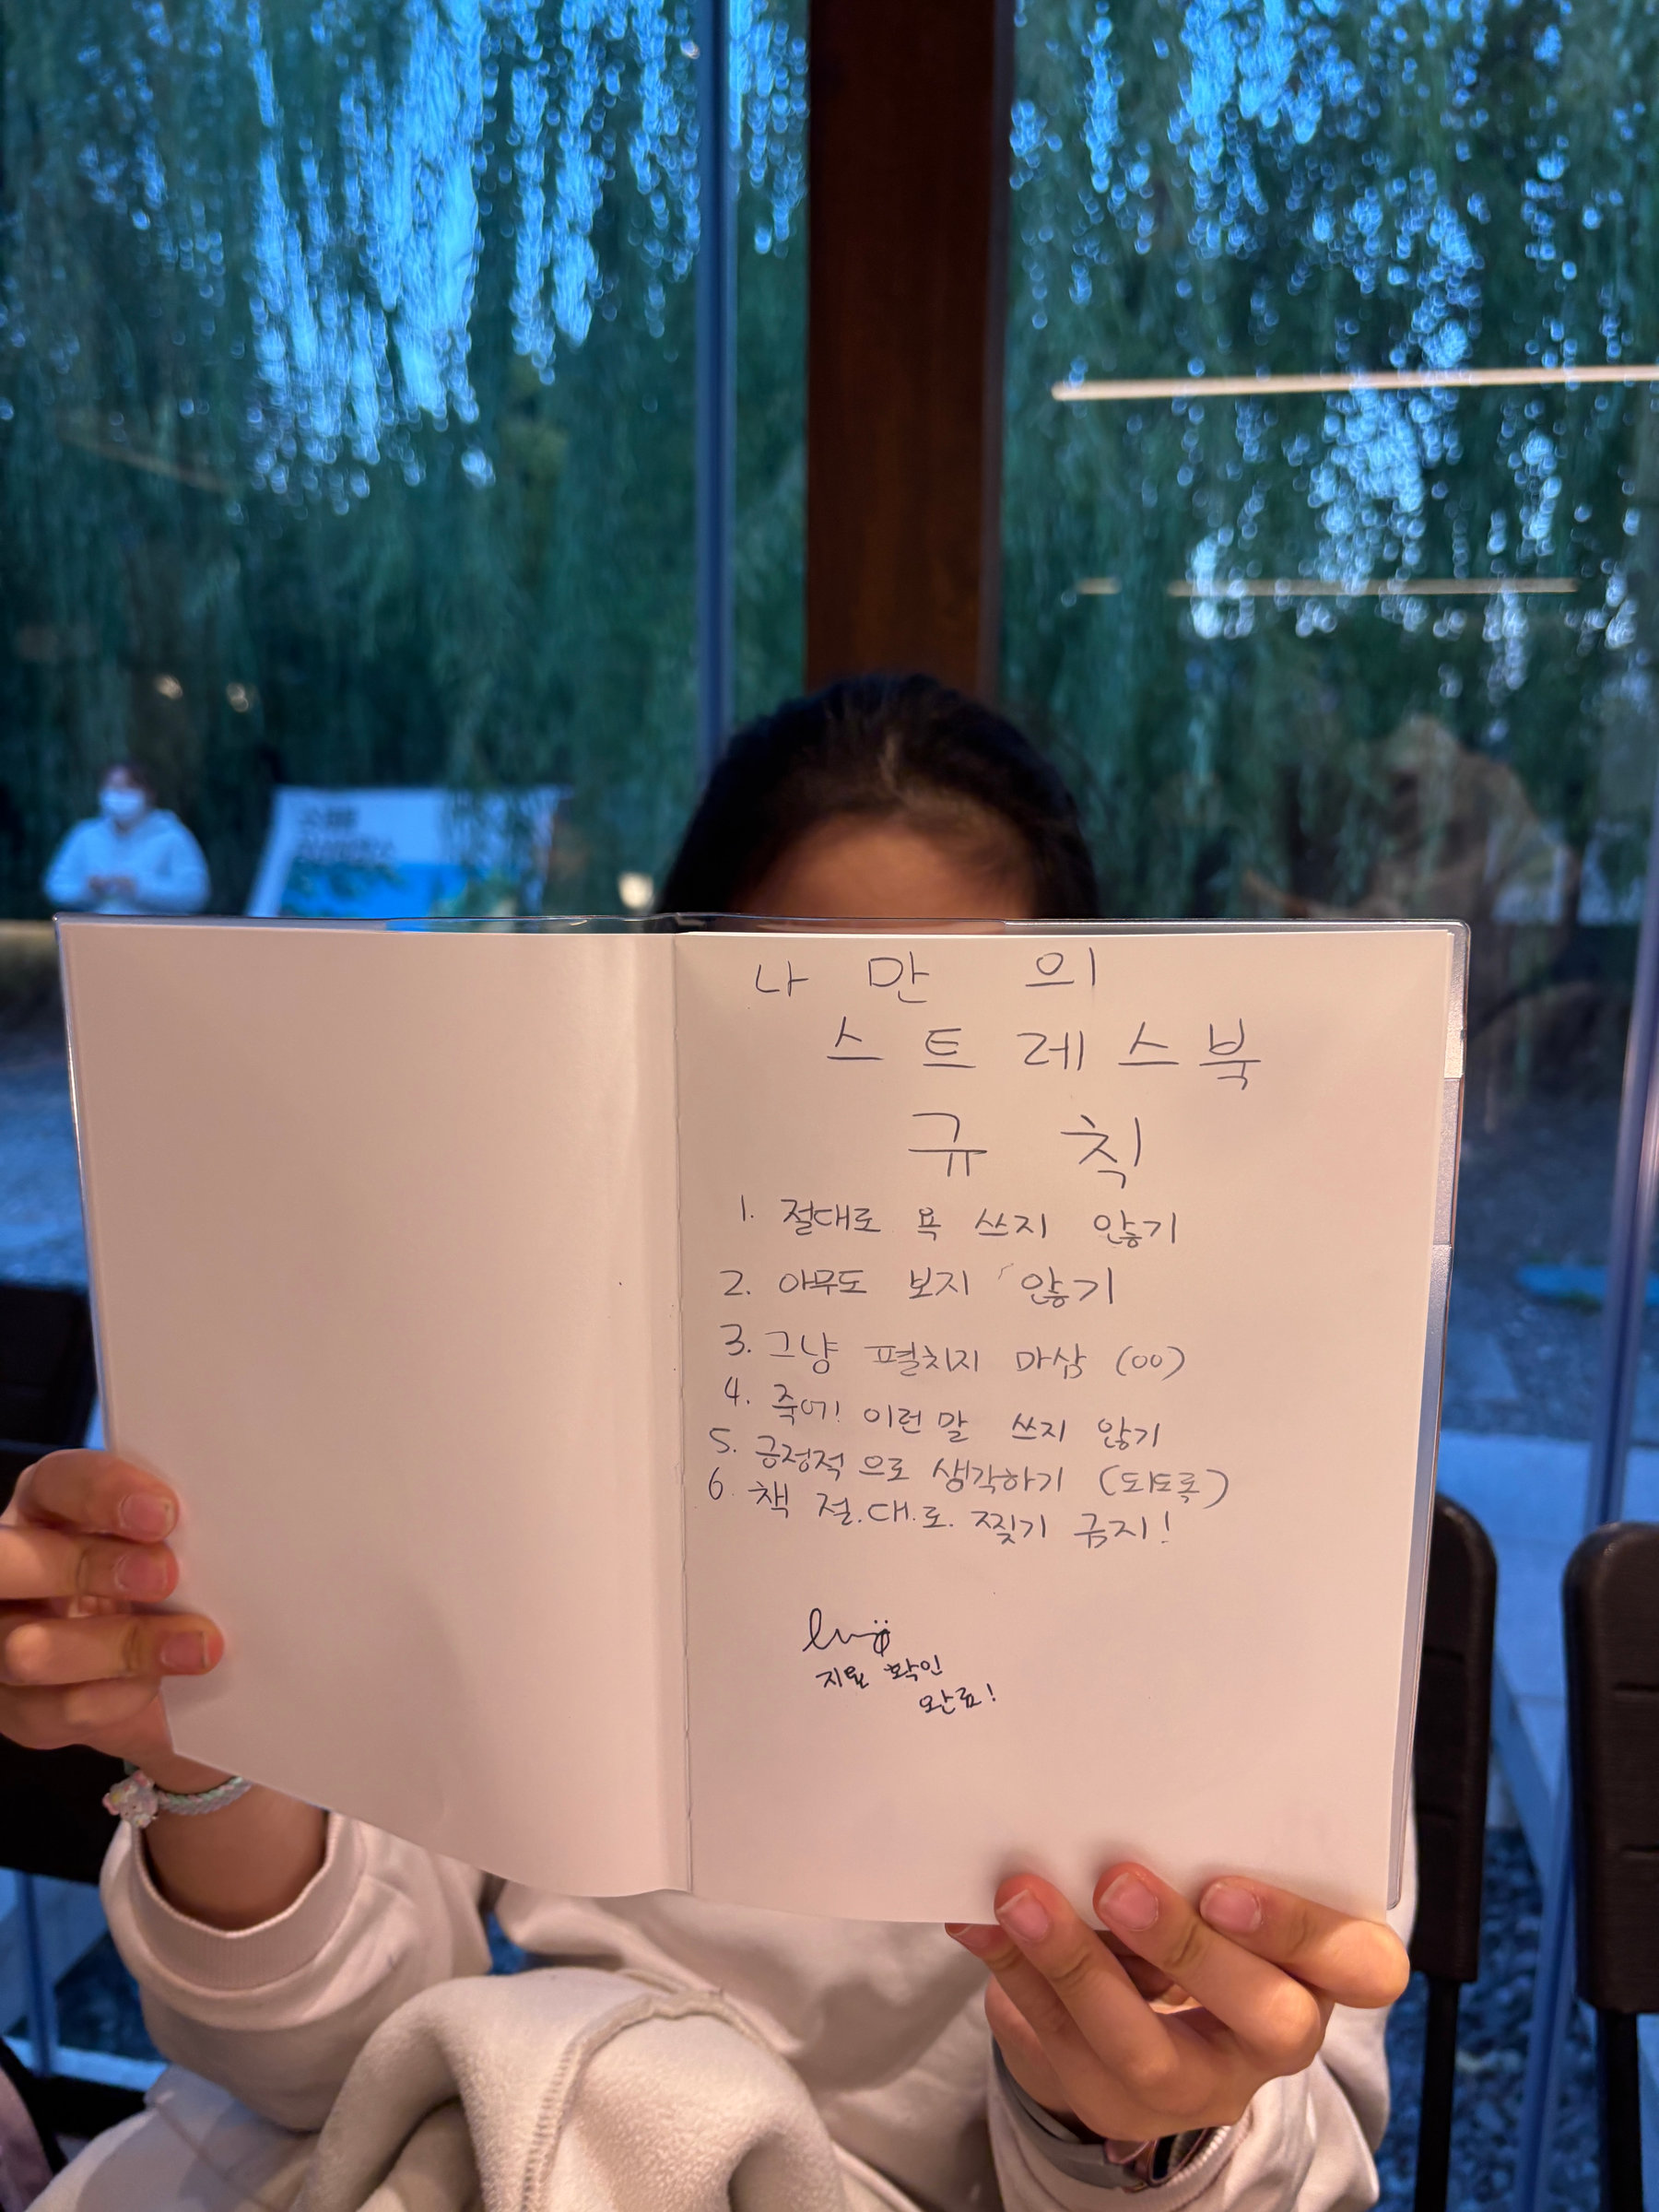 나만의
스트레스북
규칙
1. 절대로 욕 쓰지 않기
2. 아무도 보지 않기
3. 그냥 펼치지 마삼 (00)
4. 죽어! 이런 말 쓰지 않기
5. 긍정적으로 생각하기 (되도록)
6. 책 절.대.로. 찢기 금지!
확인
완료!